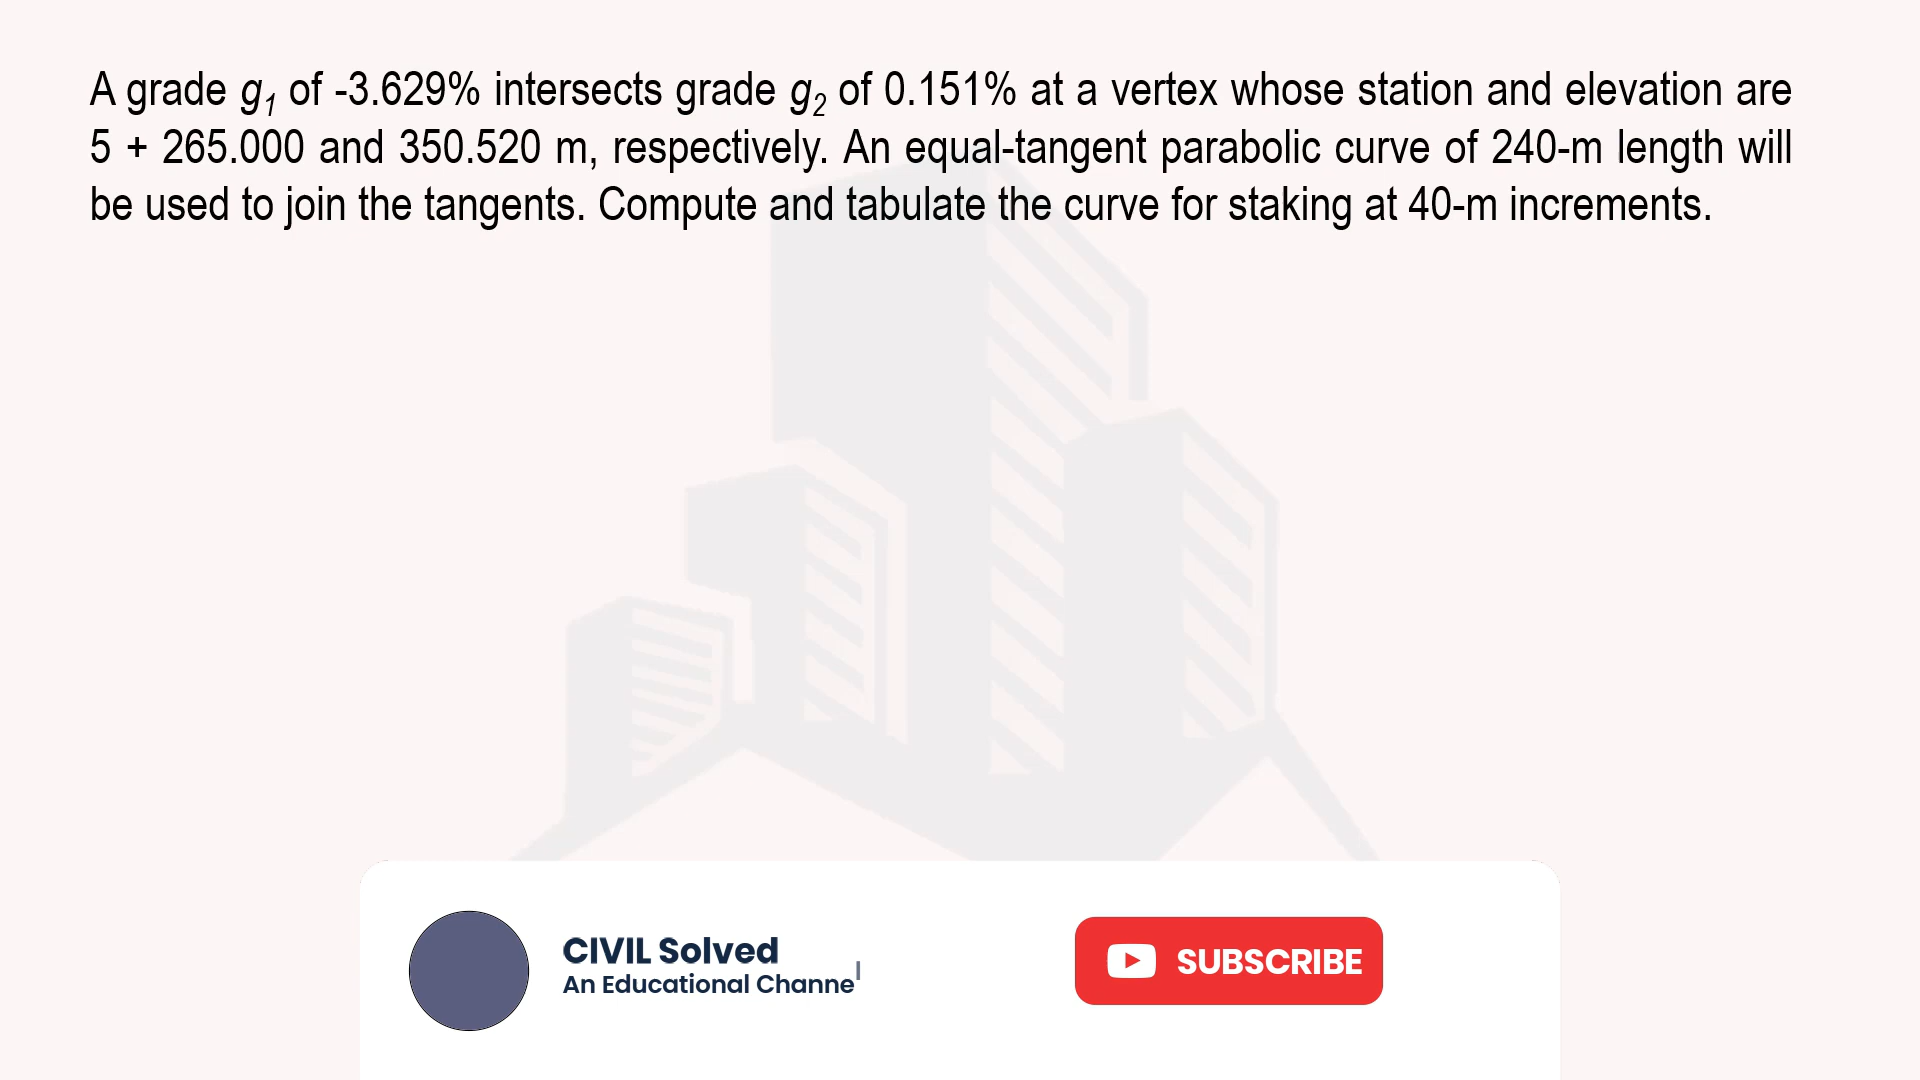 A grade g1 of -3.629% intersects grade g2 of 0.151% at a vertex whose station and elevation are
5 + 265.000 and 350.520 m, respectively. An equal-tangent parabolic curve of 240-m length will
be used to join the tangents. Compute and tabulate the curve for staking at 40-m increments.
CIVIL Solved
An Educational Channel
SUBSCRIBE